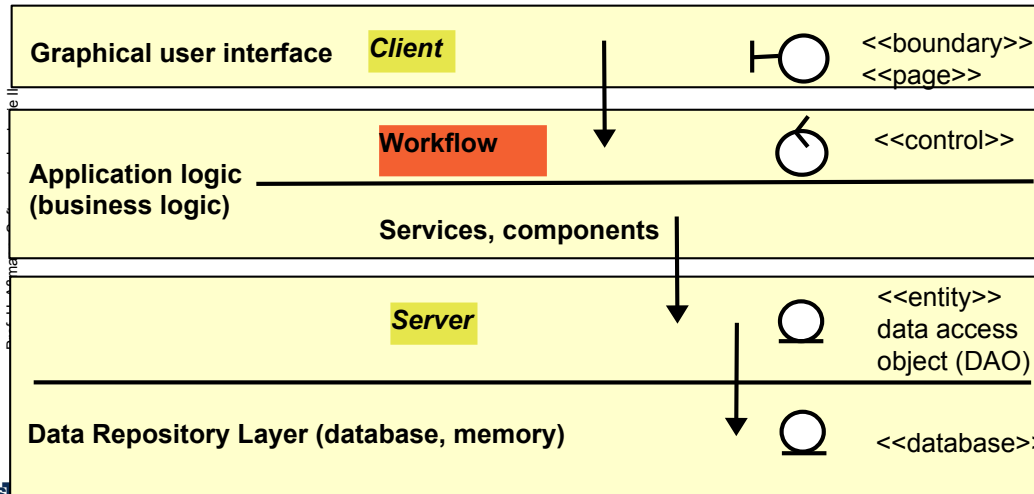 Graphical user interface
Client
<<boundary>>
<<page>>
Workflow
<<control>>
Application logic
(business logic)
Services, components
Server
<<entity>>
data access
object (DAO)
Data Repository Layer (database, memory)
<<database>